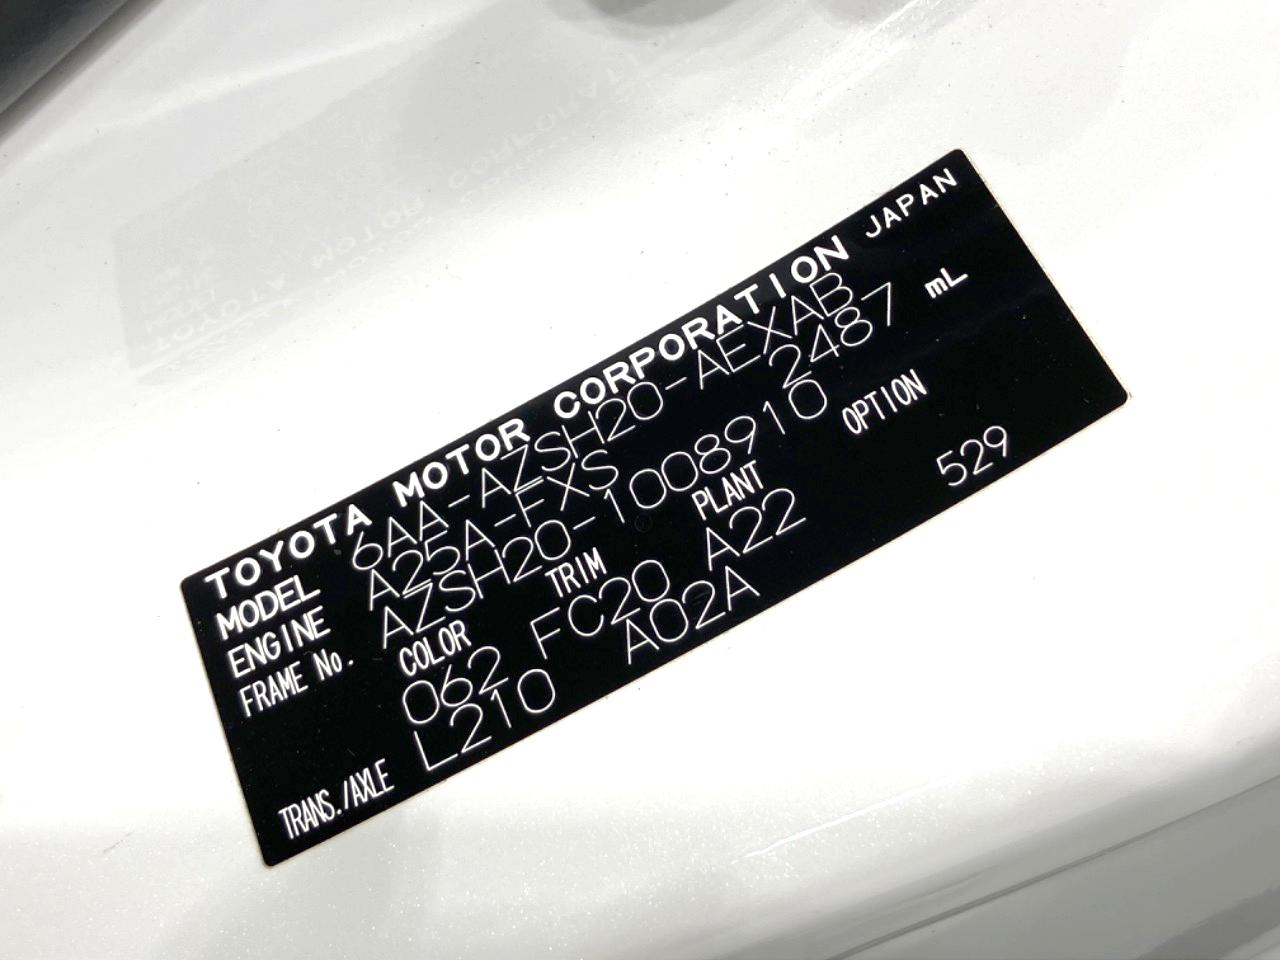 TOYOTA MOTOR CORPORATION JAPAN
MODEL 6AA-AZSH20-AEXAB
ENGINE A25A-FXS 2487 mL
FRAME No. AZSH20-1008910
COLOR TRIM PLANT OPTION
062 FC20 A22 529
TRANS./AXLE L210 A02A